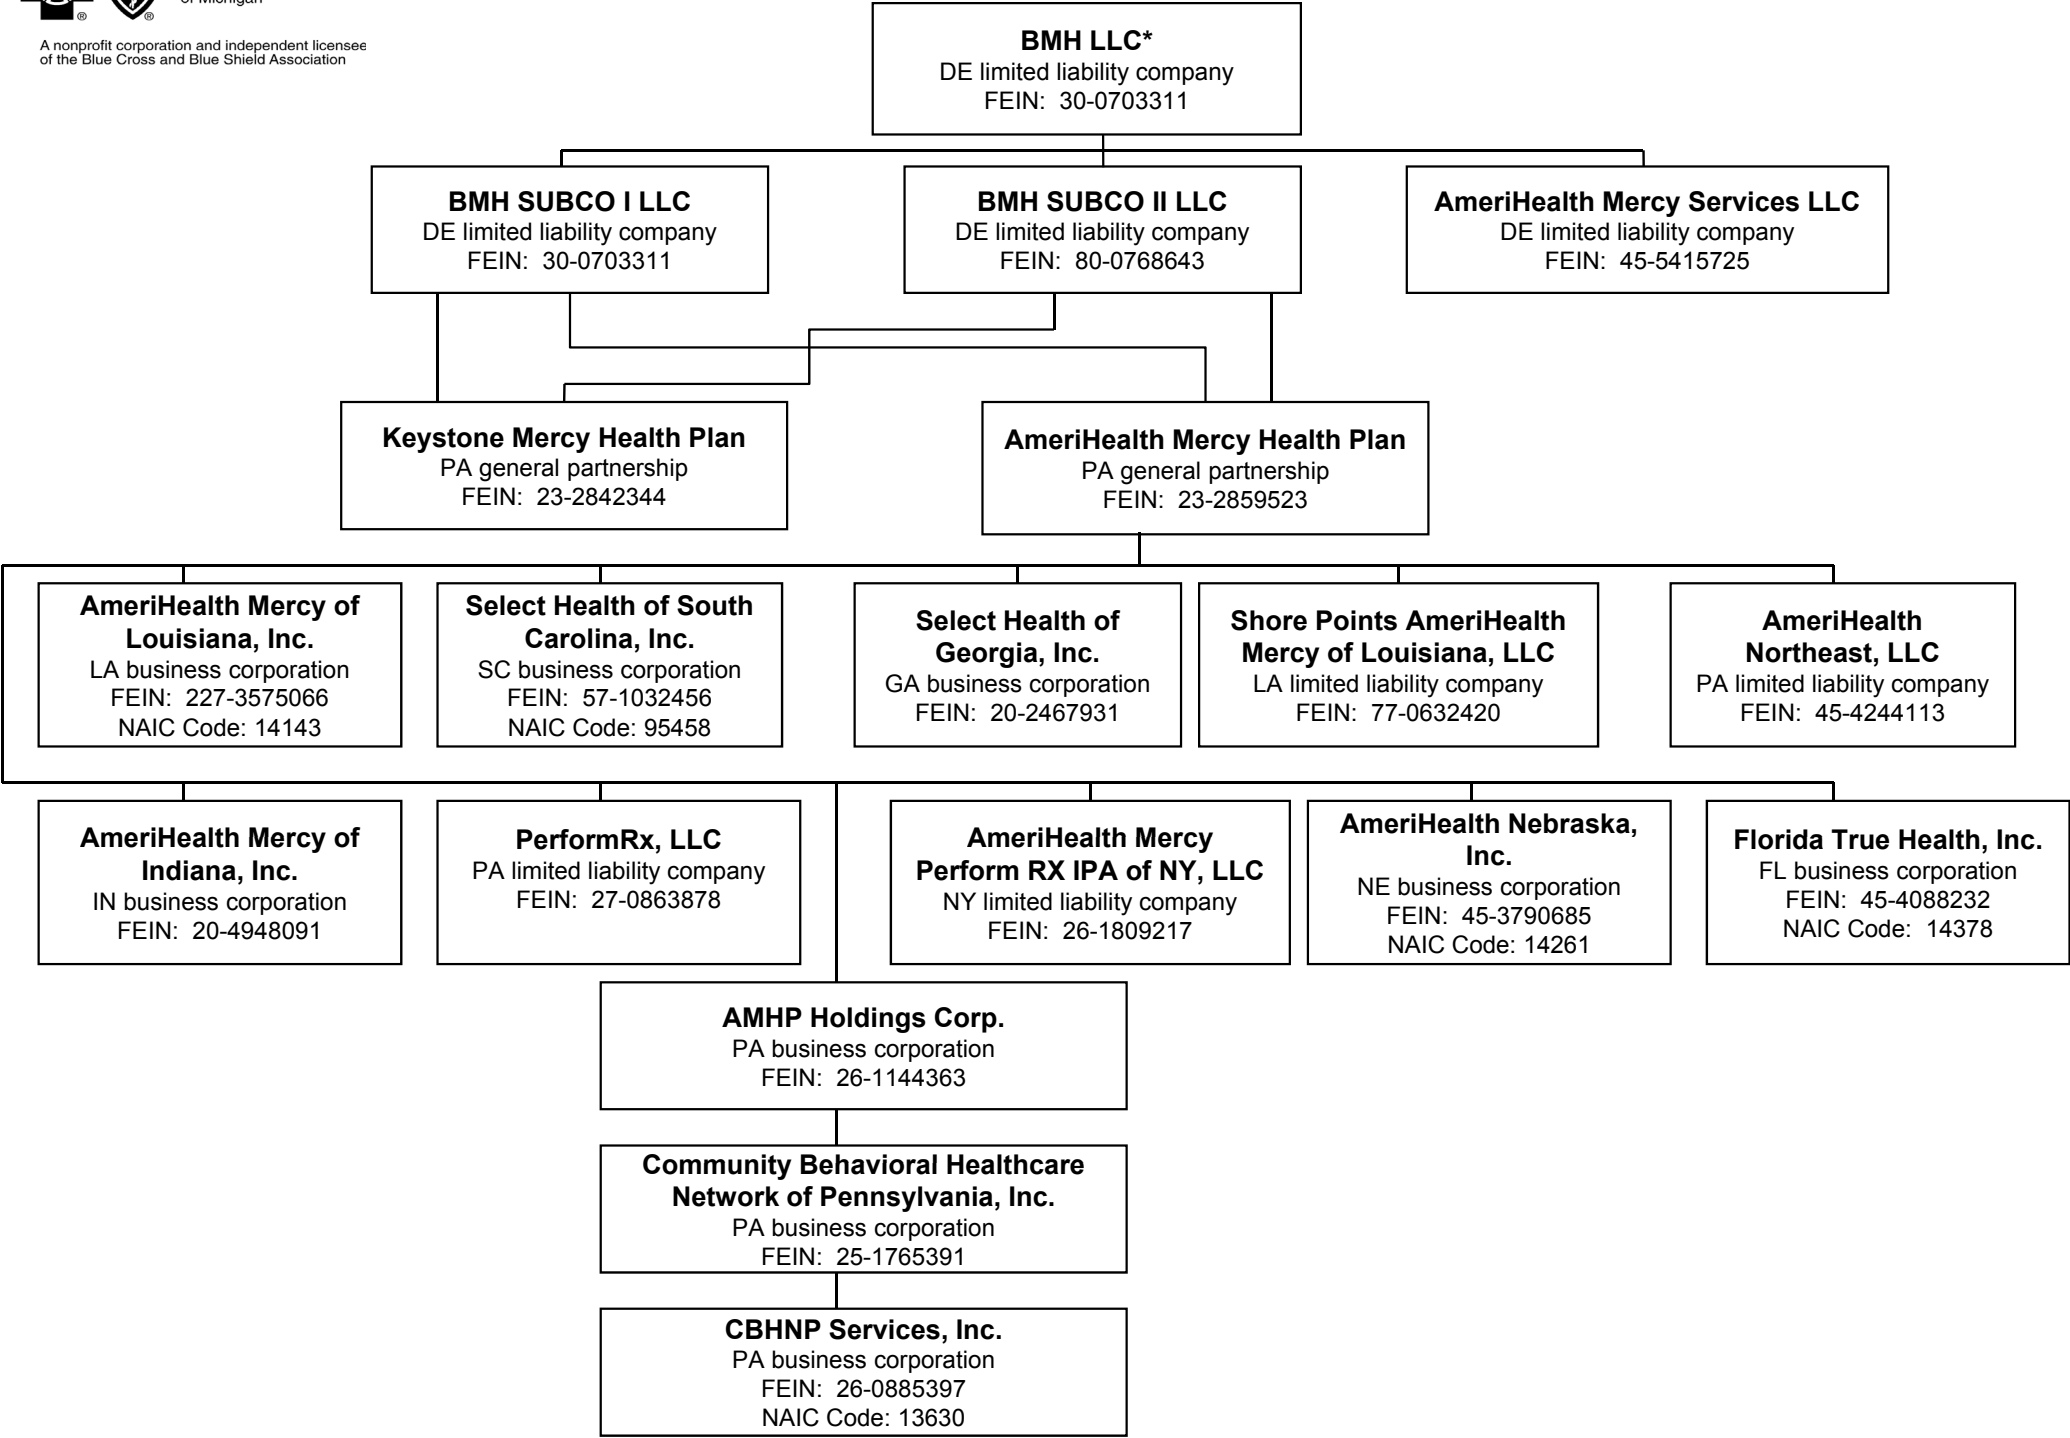 of Michigan
® ®
A nonprofit corporation and independent licensee
of the Blue Cross and Blue Shield Association
BMH LLC*
DE limited liability company
FEIN: 30-0703311
BMH SUBCO I LLC
DE limited liability company
FEIN: 30-0703311
BMH SUBCO II LLC
DE limited liability company
FEIN: 80-0768643
AmeriHealth Mercy Services LLC
DE limited liability company
FEIN: 45-5415725
Keystone Mercy Health Plan
PA general partnership
FEIN: 23-2842344
AmeriHealth Mercy Health Plan
PA general partnership
FEIN: 23-2859523
AmeriHealth Mercy of
Louisiana, Inc.
LA business corporation
FEIN: 227-3575066
NAIC Code: 14143
Select Health of South
Carolina, Inc.
SC business corporation
FEIN: 57-1032456
NAIC Code: 95458
Select Health of
Georgia, Inc.
GA business corporation
FEIN: 20-2467931
Shore Points AmeriHealth
Mercy of Louisiana, LLC
LA limited liability company
FEIN: 77-0632420
AmeriHealth
Northeast, LLC
PA limited liability company
FEIN: 45-4244113
AmeriHealth Mercy of
Indiana, Inc.
IN business corporation
FEIN: 20-4948091
PerformRx, LLC
PA limited liability company
FEIN: 27-0863878
AmeriHealth Mercy
Perform RX IPA of NY, LLC
NY limited liability company
FEIN: 26-1809217
AmeriHealth Nebraska,
Inc.
NE business corporation
FEIN: 45-3790685
NAIC Code: 14261
Florida True Health, Inc.
FL business corporation
FEIN: 45-4088232
NAIC Code: 14378
AMHP Holdings Corp.
PA business corporation
FEIN: 26-1144363
Community Behavioral Healthcare
Network of Pennsylvania, Inc.
PA business corporation
FEIN: 25-1765391
CBHNP Services, Inc.
PA business corporation
FEIN: 26-0885397
NAIC Code: 13630